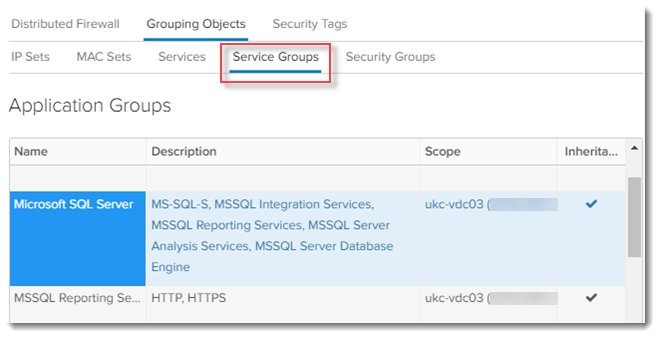 Distributed Firewall Grouping Objects Security Tags
IP Sets MAC Sets Services Service Groups Security Groups
Application Groups
Name Description Scope Inherita...
Microsoft SQL Server MS-SQL-S, MSSQL Integration Services, ukc-vdc03 (
MSSQL Reporting Services, MSSQL Server
Analysis Services, MSSQL Server Database
Engine
MSSQL Reporting Se... HTTP, HTTPS ukc-vdc03 (